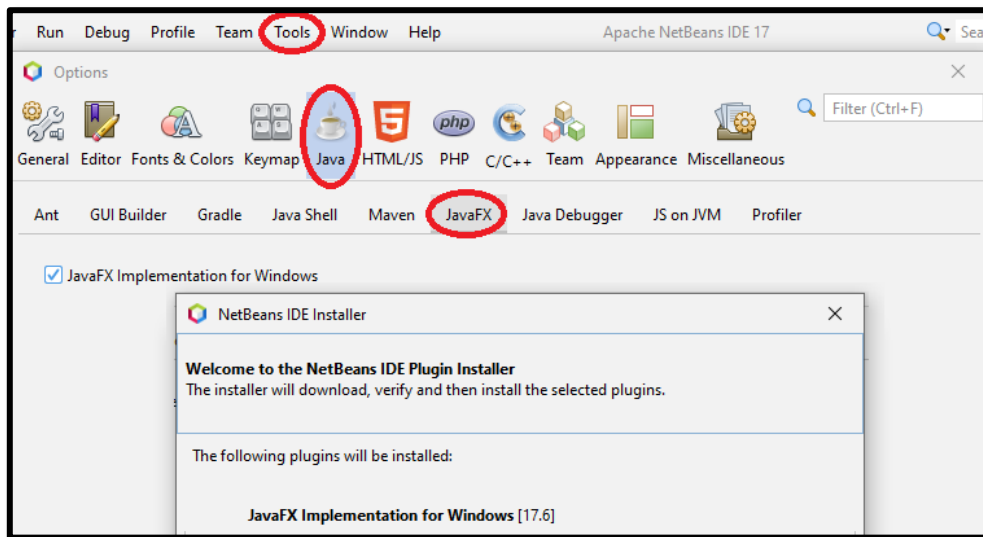 Run Debug Profile Team Tools Window Help Apache NetBeans IDE 17 Sea
Options
Filter (Ctrl+F)
General Editor Fonts & Colors Keymap Java HTML/JS PHP C/C++ Team Appearance Miscellaneous
php
Ant GUI Builder Gradle Java Shell Maven JavaFX Java Debugger JS on JVM Profiler
JavaFX Implementation for Windows
NetBeans IDE Installer
Welcome to the NetBeans IDE Plugin Installer
The installer will download, verify and then install the selected plugins.
The following plugins will be installed:
JavaFX Implementation for Windows [17.6]